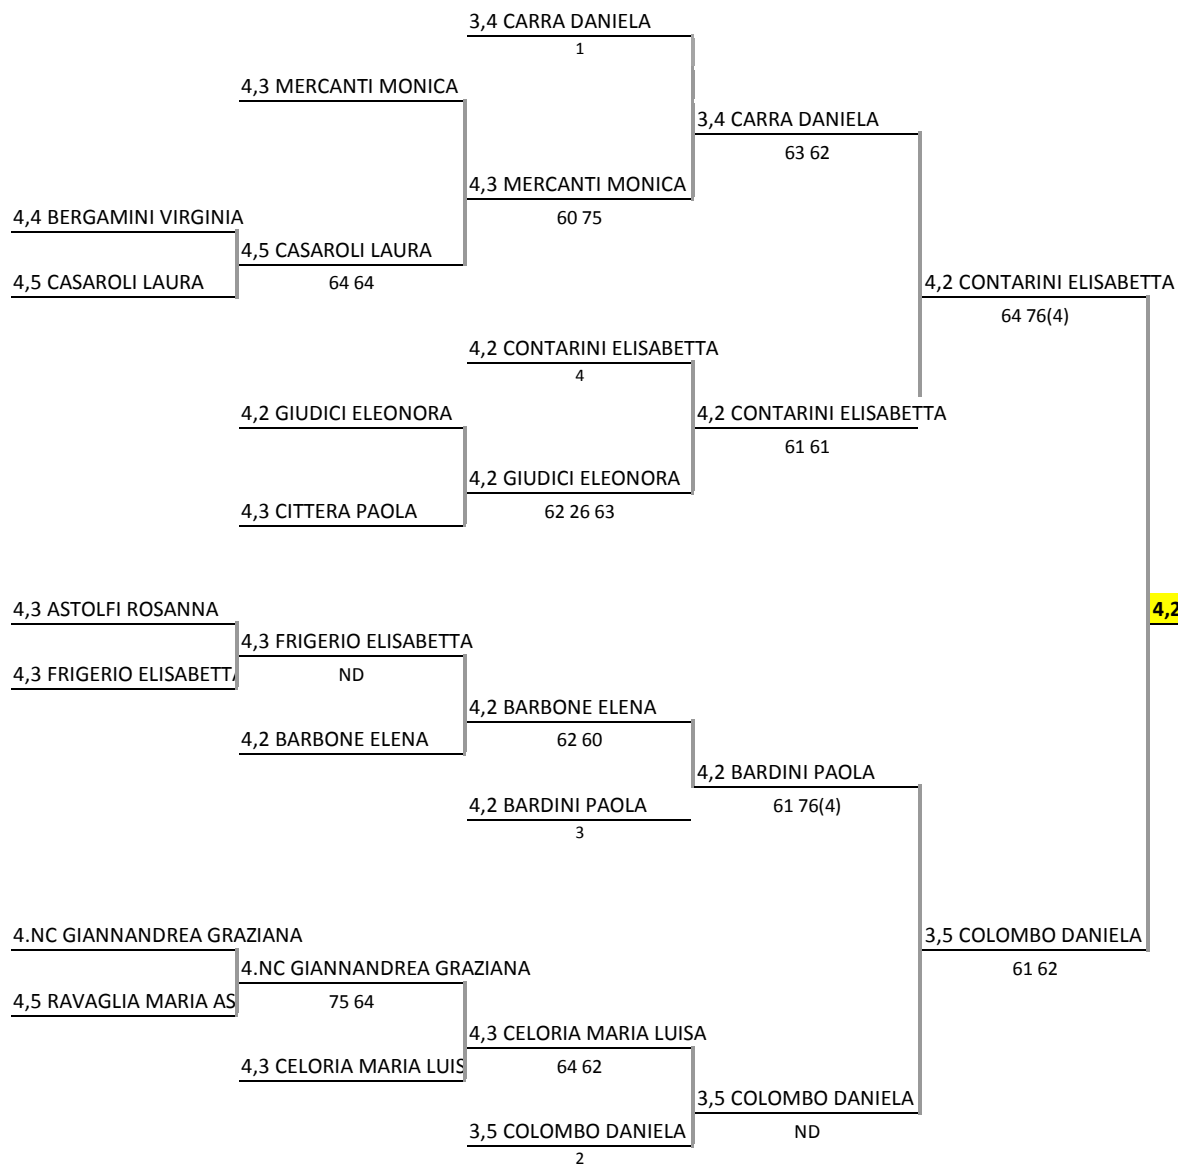 3,4 CARRA DANIELA
1
4,3 MERCANTI MONICA
3,4 CARRA DANIELA
63 62
4,3 MERCANTI MONICA
60 75
4,4 BERGAMINI VIRGINIA
4,5 CASAROLI LAURA
4,5 CASAROLI LAURA
64 64
4,2 CONTARINI ELISABETTA
64 76(4)
4,2 CONTARINI ELISABETTA
4
4,2 GIUDICI ELEONORA
4,2 CONTARINI ELISABETTA
61 61
4,2 GIUDICI ELEONORA
62 26 63
4,3 CITTERA PAOLA
4,3 ASTOLFI ROSANNA
4,2
4,3 FRIGERIO ELISABETTA
4,3 FRIGERIO ELISABETTA
ND
4,2 BARBONE ELENA
62 60
4,2 BARBONE ELENA
4,2 BARDINI PAOLA
61 76(4)
4,2 BARDINI PAOLA
3
4.NC GIANNANDREA GRAZIANA
3,5 COLOMBO DANIELA
61 62
4.NC GIANNANDREA GRAZIANA
75 64
4,5 RAVAGLIA MARIA AS
4,3 CELORIA MARIA LUISA
64 62
4,3 CELORIA MARIA LUIS
3,5 COLOMBO DANIELA
ND
3,5 COLOMBO DANIELA
2